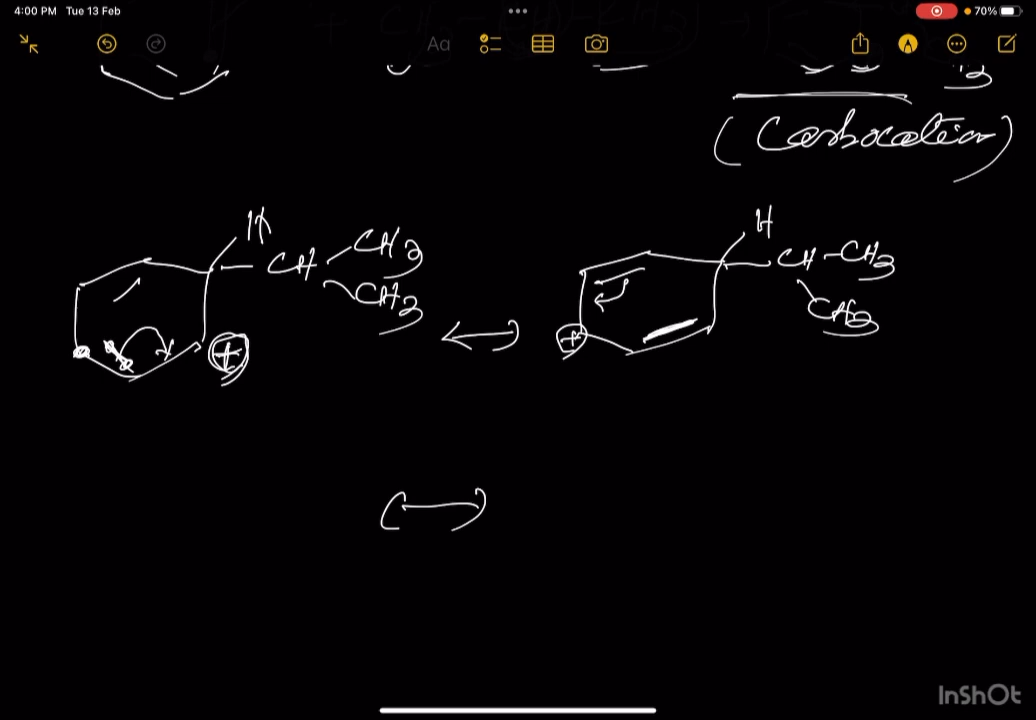 4:00 PM Tue 13 Feb
70%
Aa
(Carbocation)
H
CH
CH3
CH3
+
H
CH-CH3
CH3
+
InShOt